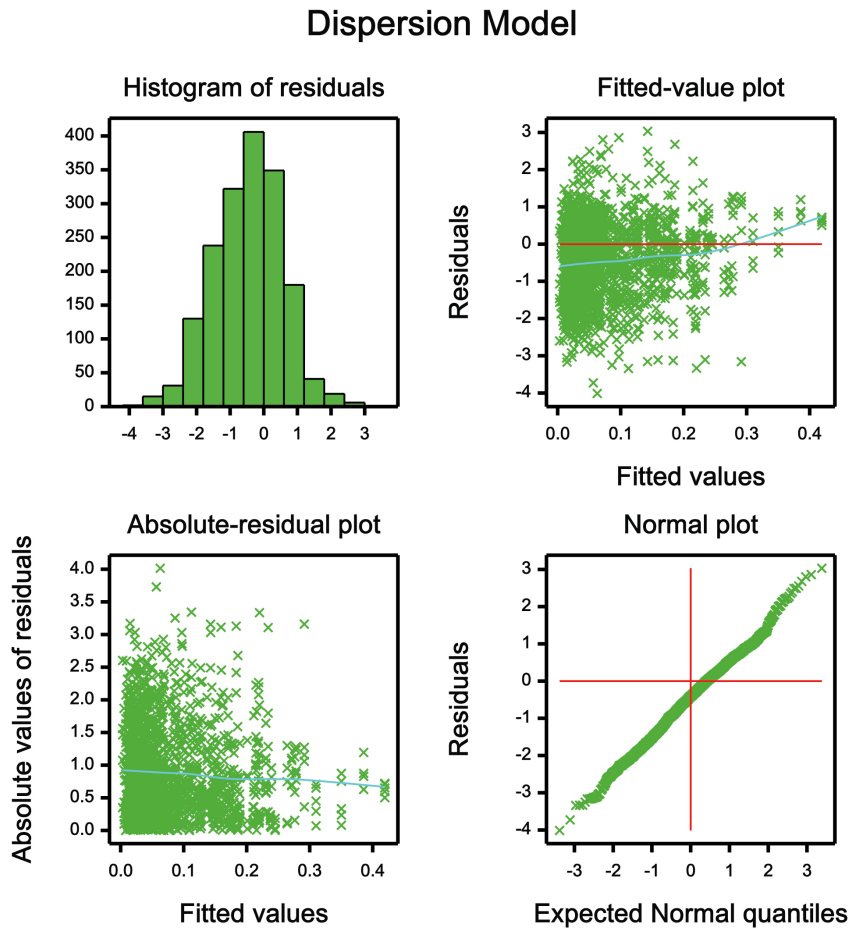 Dispersion Model
Histogram of residuals
400
350
300
250
200
150
100
50
0
-4 -3 -2 -1 0 1 2 3
Fitted-value plot
Residuals
3
2
1
0
-1
-2
-3
-4
0.0 0.1 0.2 0.3 0.4
Fitted values
Absolute-residual plot
Absolute values of residuals
4.0
3.5
3.0
2.5
2.0
1.5
1.0
0.5
0.0
0.0 0.1 0.2 0.3 0.4
Fitted values
Normal plot
Residuals
3
2
1
0
-1
-2
-3
-4
-3 -2 -1 0 1 2 3
Expected Normal quantiles